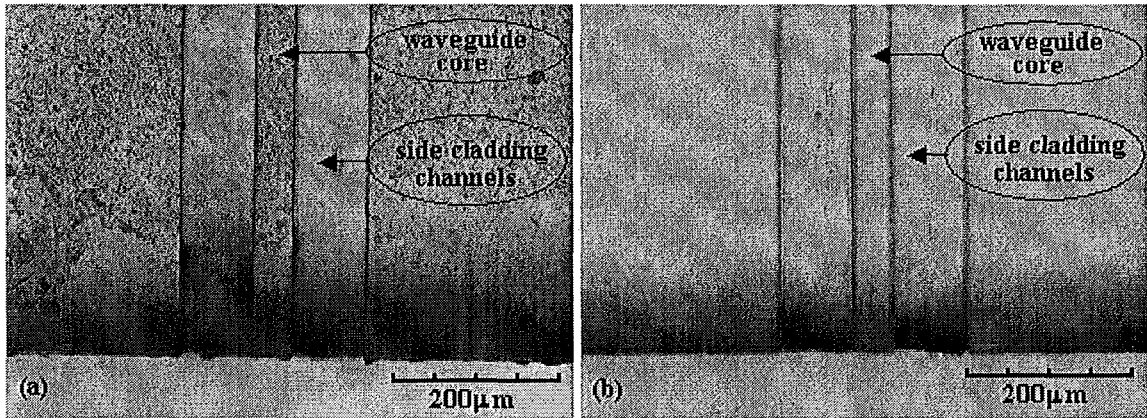 waveguide
core
side cladding
channels
(a)
200µm
waveguide
core
side cladding
channels
(b)
200µm